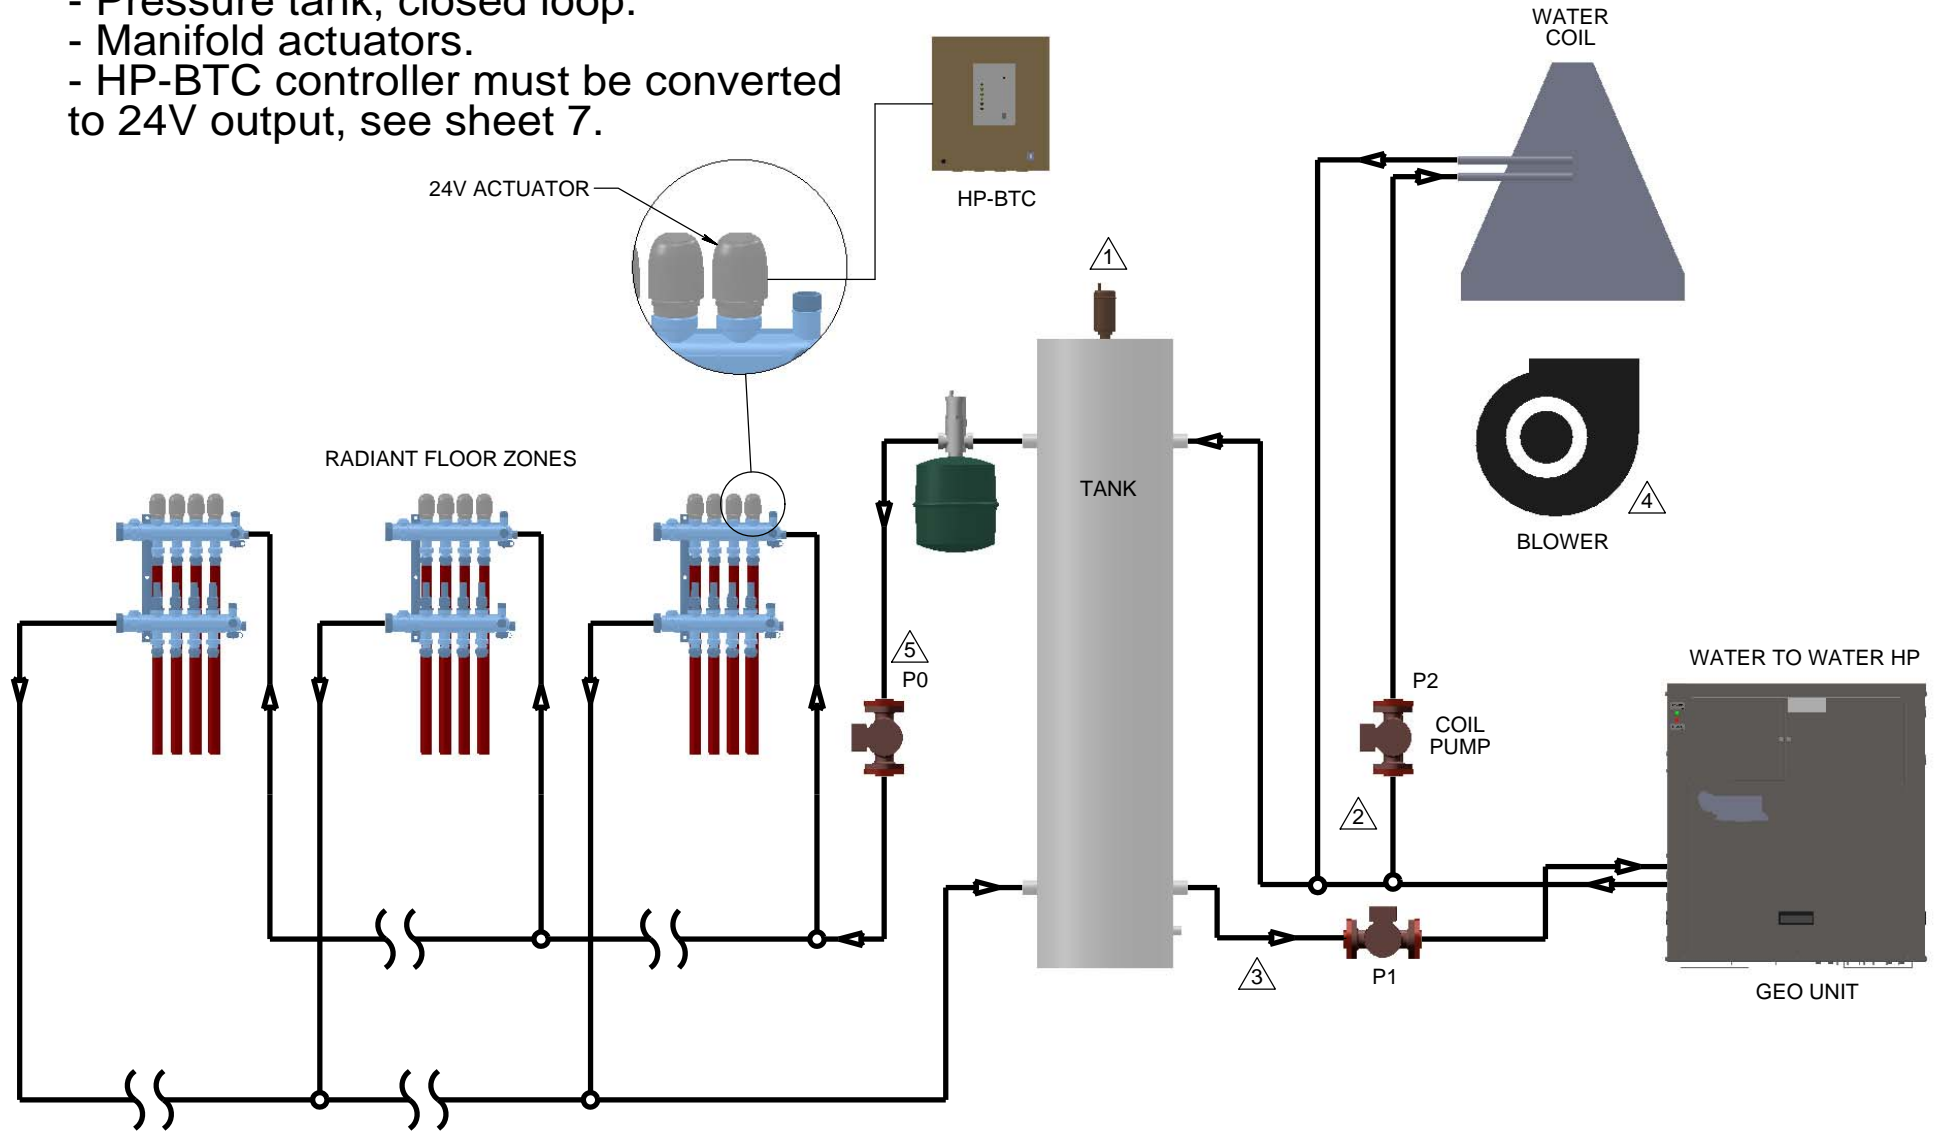 - Pressure tank, closed loop.
- Manifold actuators.
- HP-BTC controller must be converted
to 24V output, see sheet 7.
WATER
COIL
24V ACTUATOR
HP-BTC
1
RADIANT FLOOR ZONES
TANK
4
BLOWER
5
P0
WATER TO WATER HP
P2
COIL
PUMP
2
3
P1
GEO UNIT